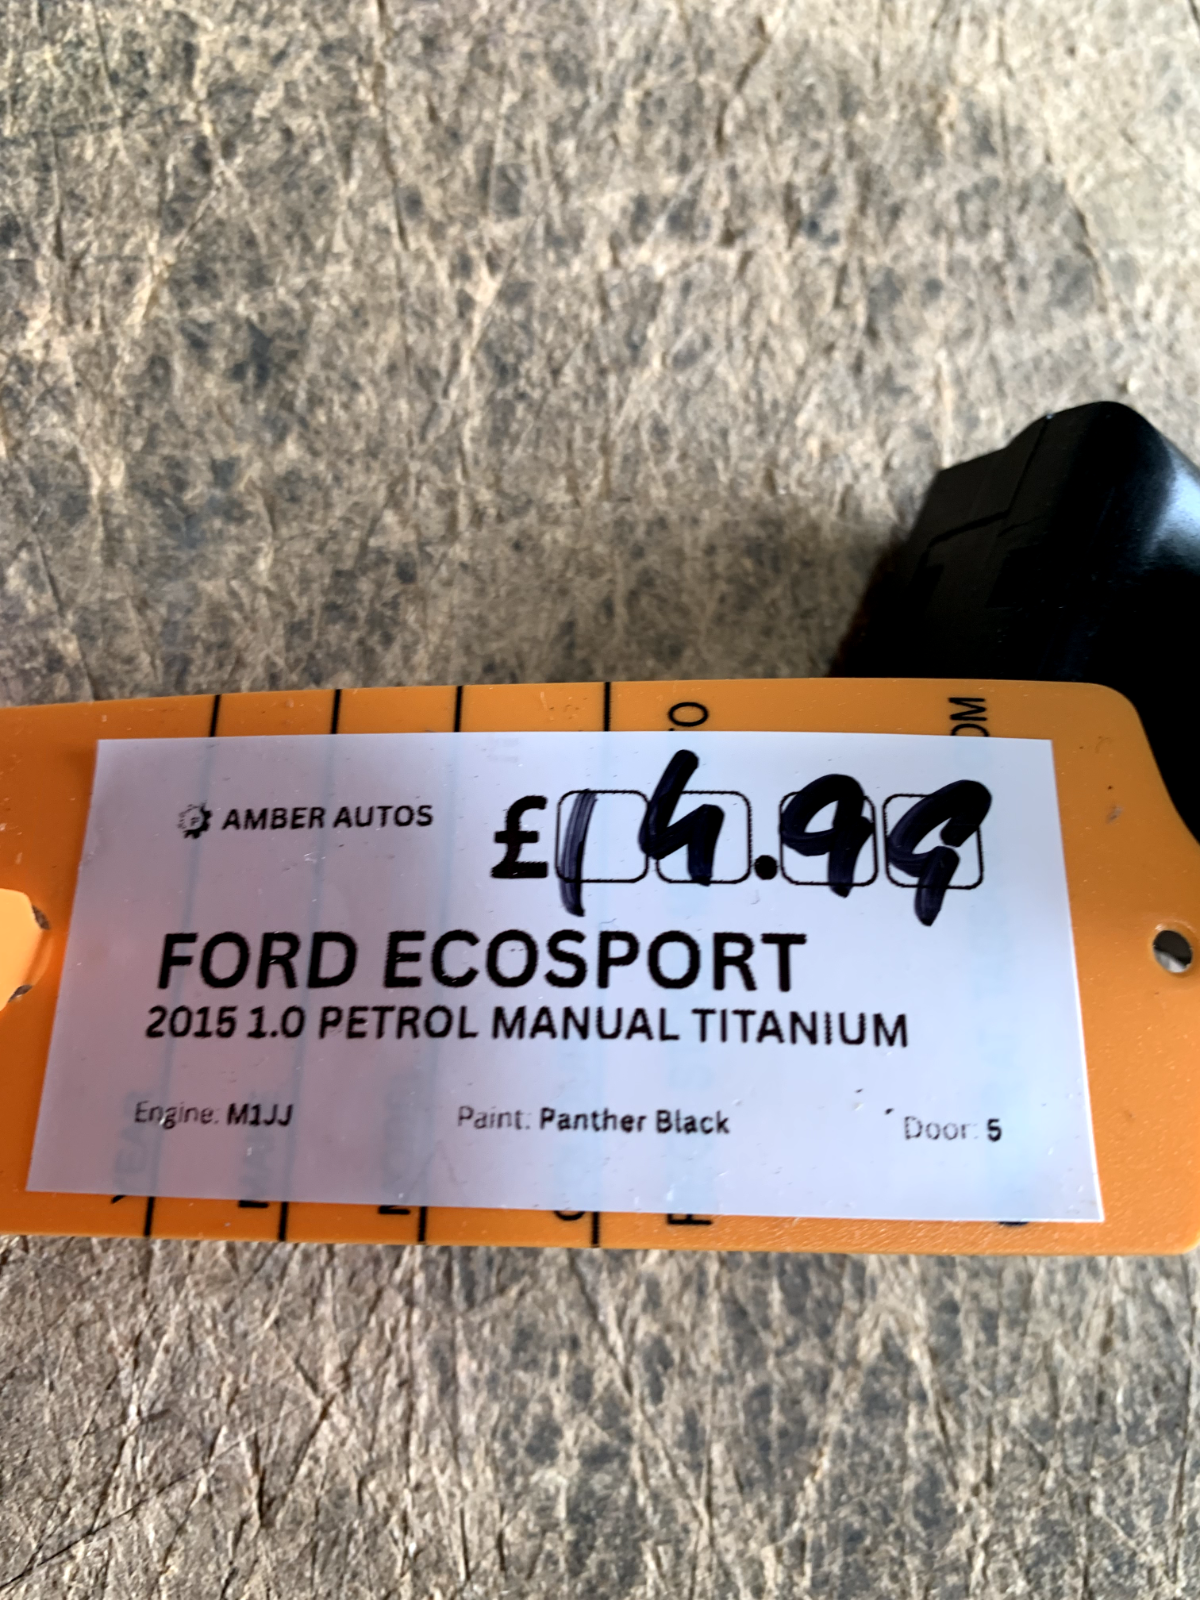 AMBER AUTOS
£14.99
FORD ECOSPORT
2015 1.0 PETROL MANUAL TITANIUM
Engine: M1JJ Paint: Panther Black Door: 5